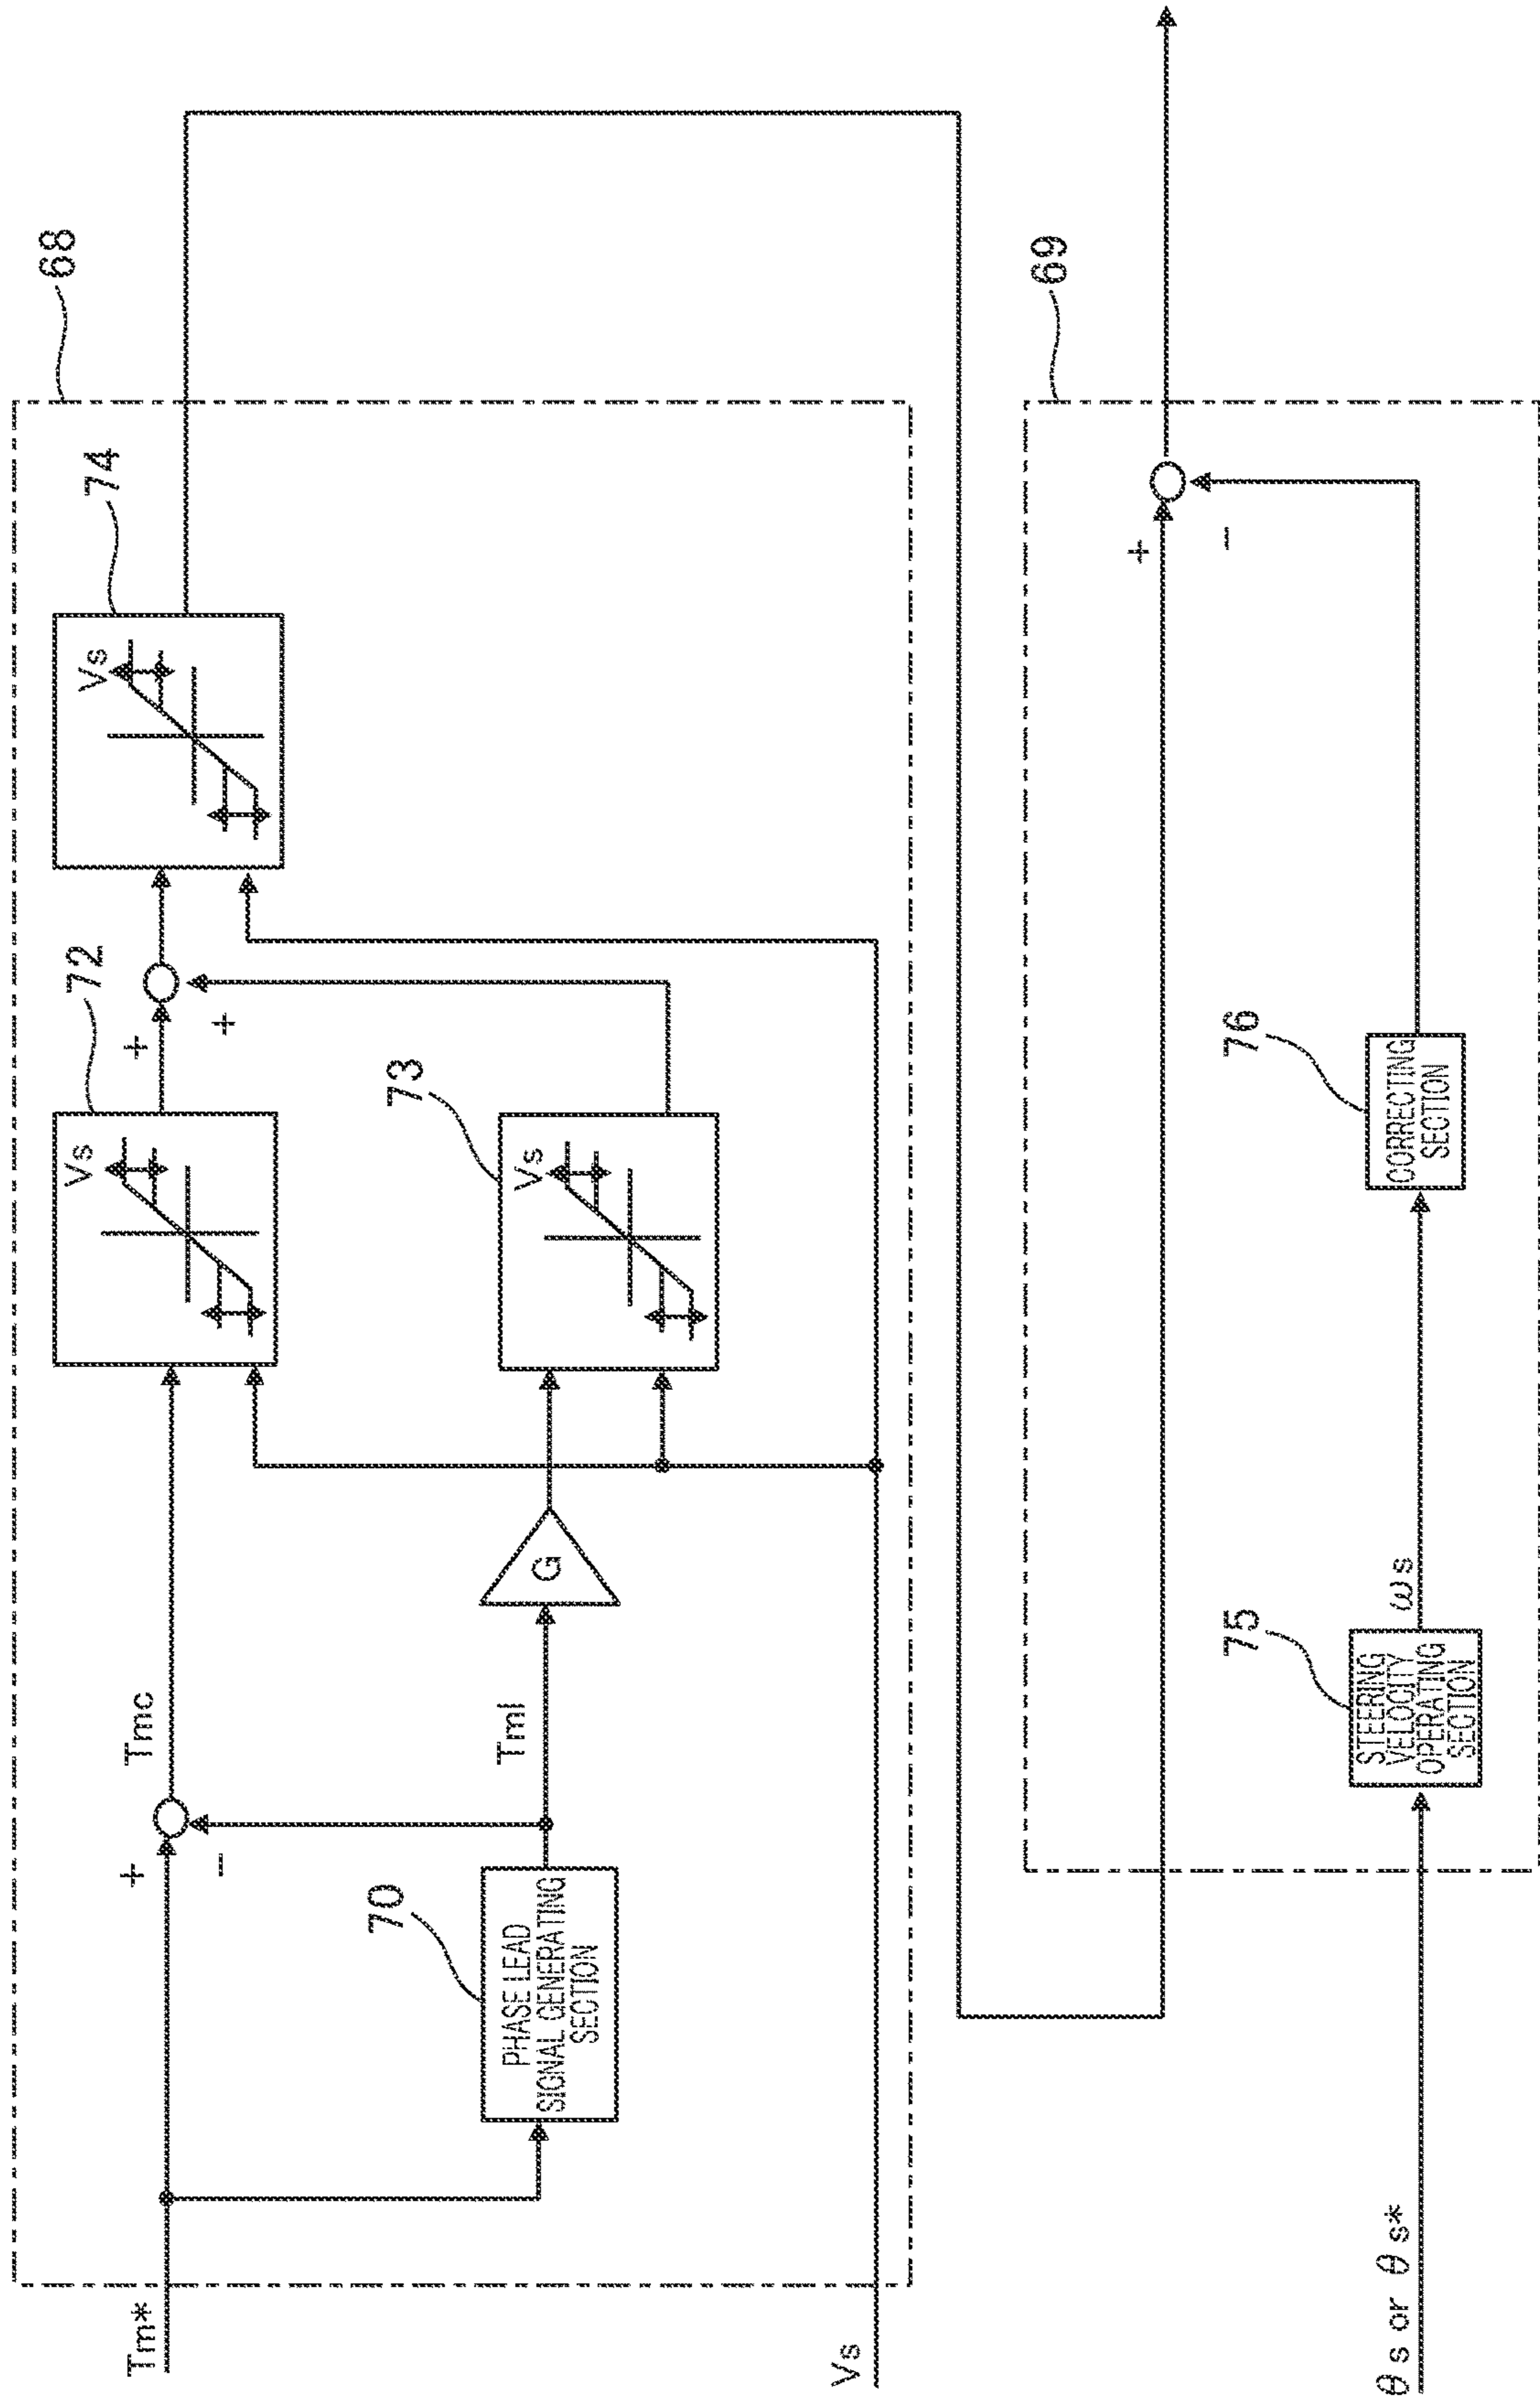 68
74
Vs
72
+
+
Vs
73
Vs
Tmc
G
Tml
+
−
70
PHASE LEAD
SIGNAL GENERATING
SECTION
Tm*
Vs
69
+
−
76
CORRECTING
SECTION
ωs
75
STEERING
VELOCITY
OPERATING
SECTION
θs or θs*